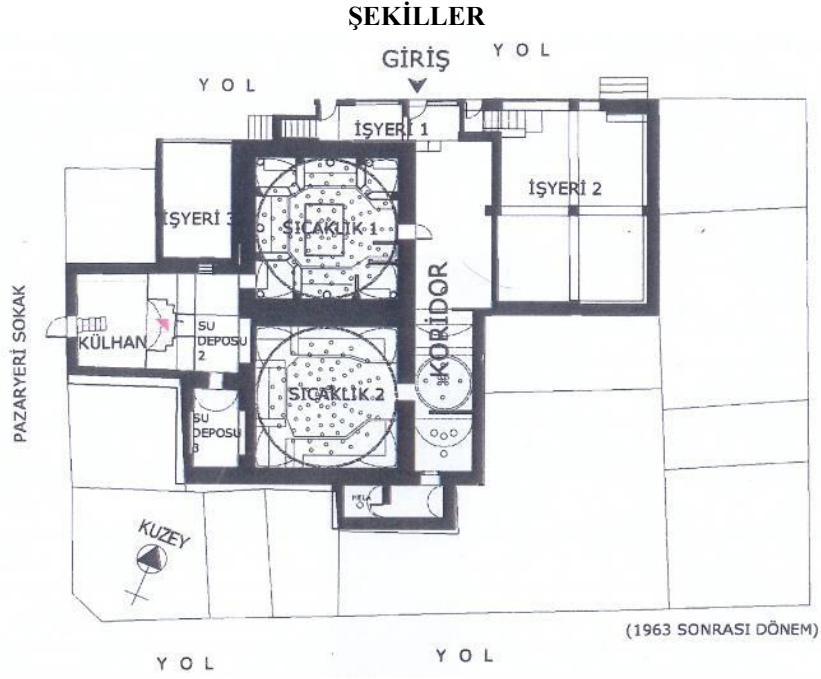 ŞEKİLLER
YOL
GİRİŞ
YOL
İŞYERİ 1
İŞYERİ 2
İŞYERİ 3
SICAKLIK 1
KORİDOR
PAZARYERİ SOKAK
KÜLHAN
SU
DEPOSU
2
SICAKLIK 2
SU
DEPOSU
3
HELA
KUZEY
(1963 SONRASI DÖNEM)
YOL
YOL